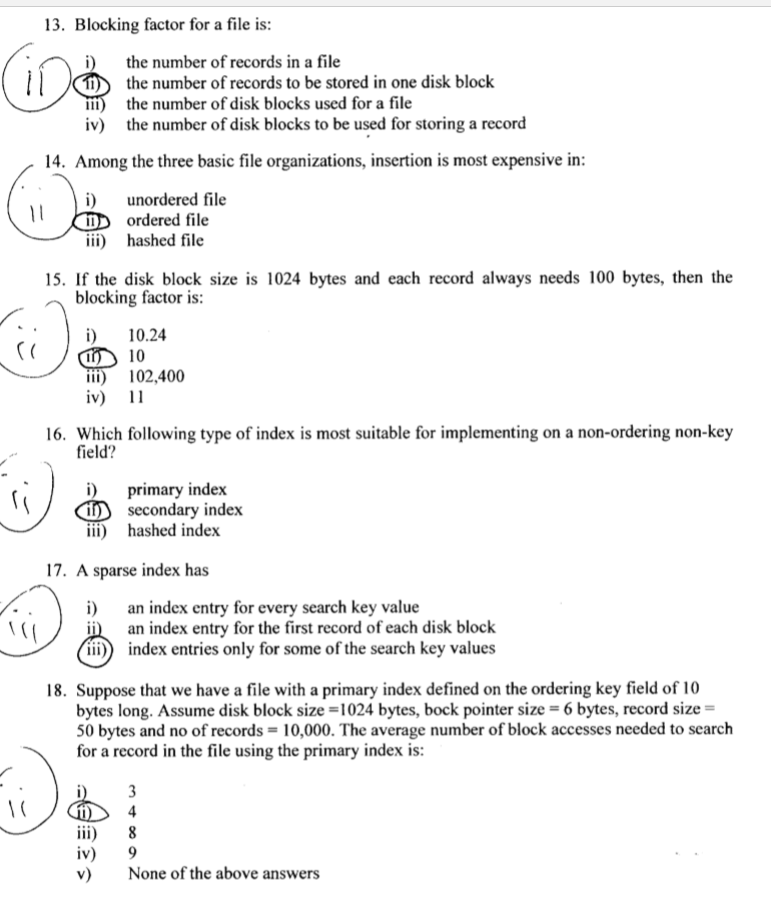 13. Blocking factor for a file is:
i) the number of records in a file
ii ii) the number of records to be stored in one disk block
iii) the number of disk blocks used for a file
iv) the number of disk blocks to be used for storing a record
14. Among the three basic file organizations, insertion is most expensive in:
i) unordered file
ii ii) ordered file
iii) hashed file
15. If the disk block size is 1024 bytes and each record always needs 100 bytes, then the
blocking factor is:
i) 10.24
ii ii) 10
iii) 102,400
iv) 11
16. Which following type of index is most suitable for implementing on a non-ordering non-key
field?
i) primary index
ii ii) secondary index
iii) hashed index
17. A sparse index has
i) an index entry for every search key value
iii ii) an index entry for the first record of each disk block
iii) index entries only for some of the search key values
18. Suppose that we have a file with a primary index defined on the ordering key field of 10
bytes long. Assume disk block size =1024 bytes, bock pointer size = 6 bytes, record size =
50 bytes and no of records = 10,000. The average number of block accesses needed to search
for a record in the file using the primary index is:
i) 3
ii ii) 4
iii) 8
iv) 9
v) None of the above answers